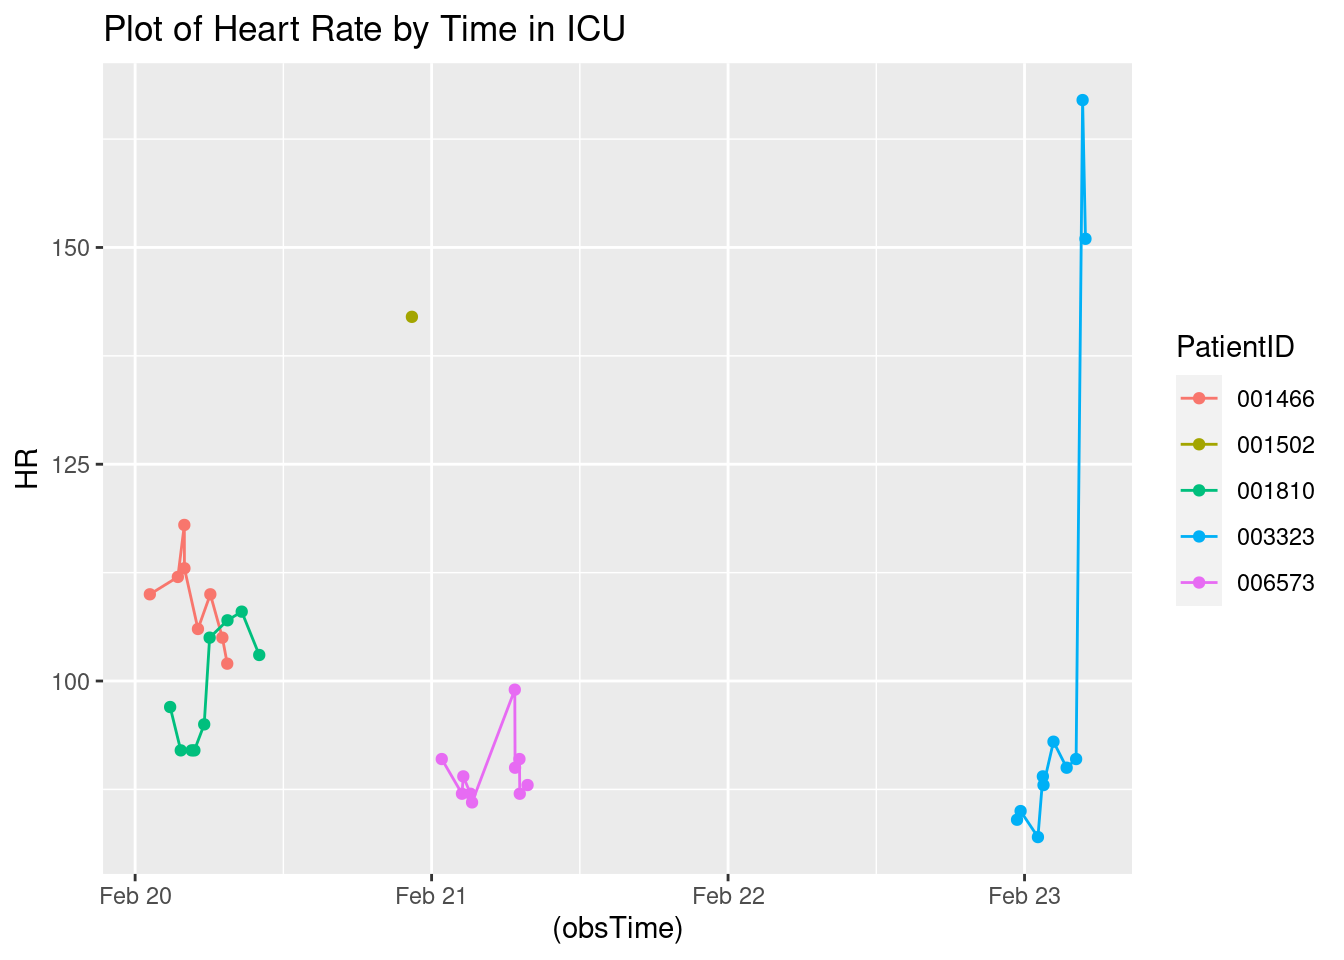 Plot of Heart Rate by Time in ICU
HR
150
125
100
Feb 20
Feb 21
Feb 22
Feb 23
(obsTime)
PatientID
001466
001502
001810
003323
006573